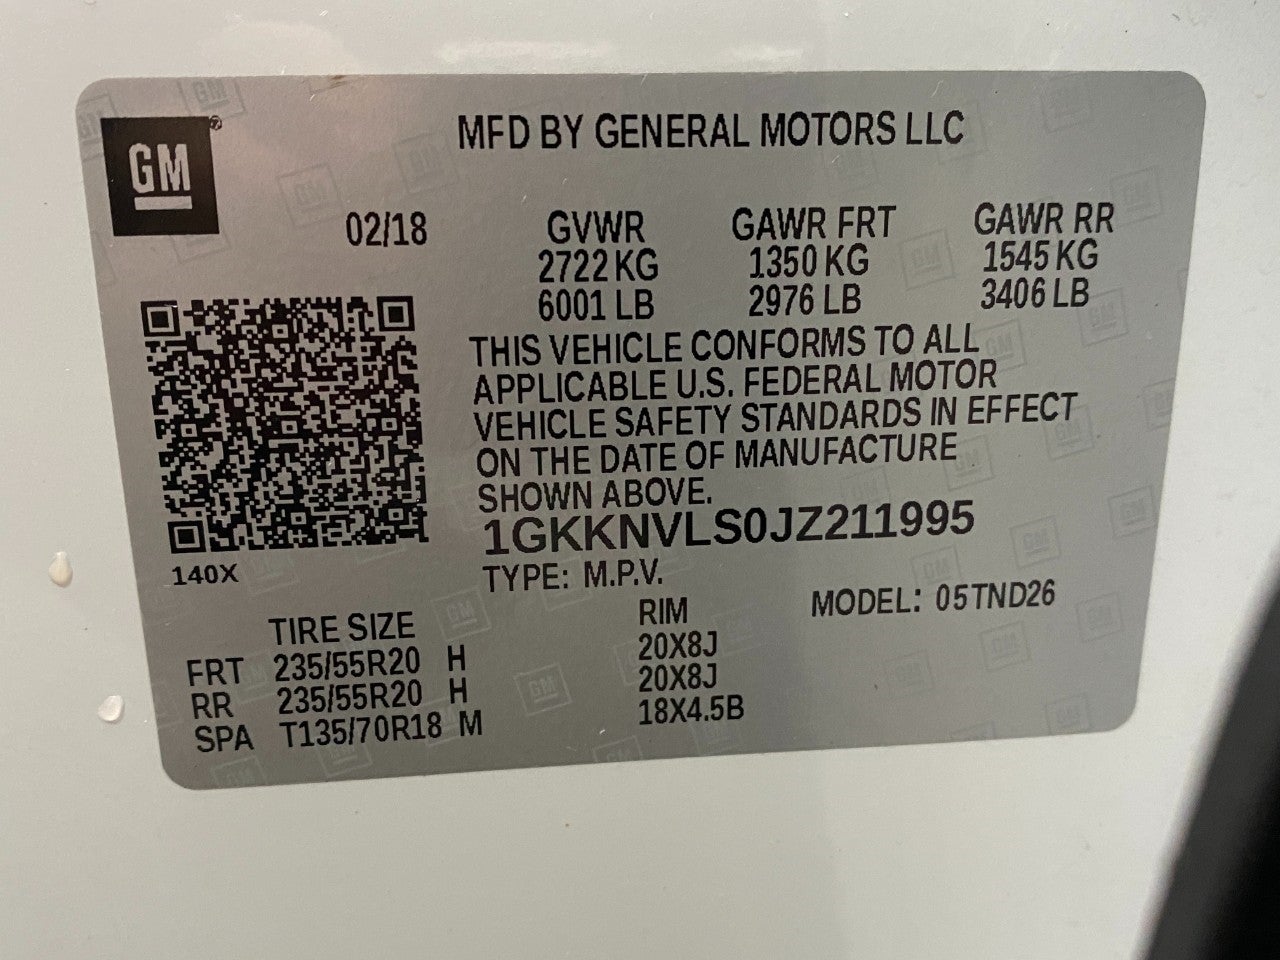 GM®
MFD BY GENERAL MOTORS LLC
02/18 GVWR GAWR FRT GAWR RR
2722 KG 1350 KG 1545 KG
6001 LB 2976 LB 3406 LB
THIS VEHICLE CONFORMS TO ALL
APPLICABLE U.S. FEDERAL MOTOR
VEHICLE SAFETY STANDARDS IN EFFECT
ON THE DATE OF MANUFACTURE
SHOWN ABOVE.
1GKKNVLS0JZ211995
140X
TYPE: M.P.V. MODEL: 05TND26
TIRE SIZE RIM
FRT 235/55R20 H 20X8J
RR 235/55R20 H 20X8J
SPA T135/70R18 M 18X4.5B